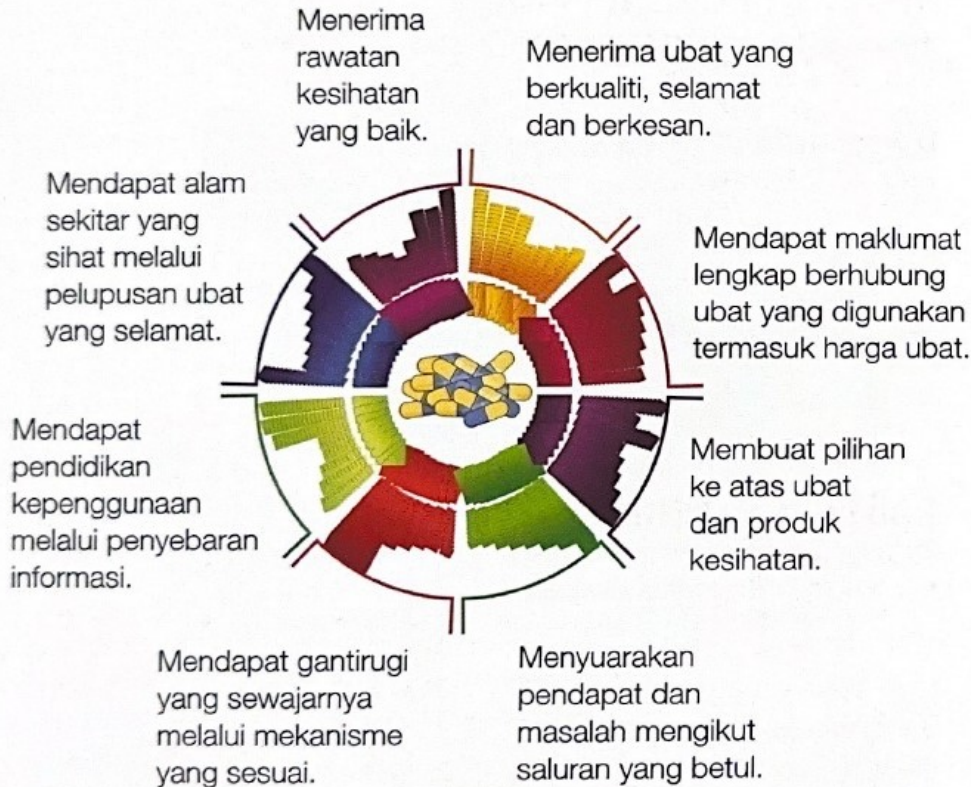 Menerima
rawatan
kesihatan
yang baik.
Menerima ubat yang
berkualiti, selamat
dan berkesan.
Mendapat maklumat
lengkap berhubung
ubat yang digunakan
termasuk harga ubat.
Membuat pilihan
ke atas ubat
dan produk
kesihatan.
Menyuarakan
pendapat dan
masalah mengikut
saluran yang betul.
Mendapat gantirugi
yang sewajarnya
melalui mekanisme
yang sesuai.
Mendapat
pendidikan
kepenggunaan
melalui penyebaran
informasi.
Mendapat alam
sekitar yang
sihat melalui
pelupusan ubat
yang selamat.